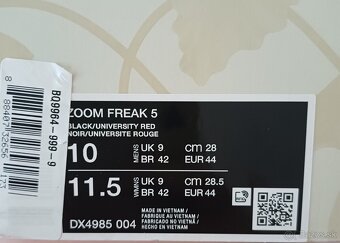 ZOOM FREAK 5
BLACK/UNIVERSITY RED
NOIR/UNIVERSITE ROUGE
10 MENS UK 9 CM 28
BR 42 EUR 44
11.5 WMNS UK 9 CM 28.5
BR 42 EUR 44
MADE IN VIETNAM / FABRIQUE AU VIETNAM
FABRICADO EN VIETNAM
DX4985 004
B09964-999-9